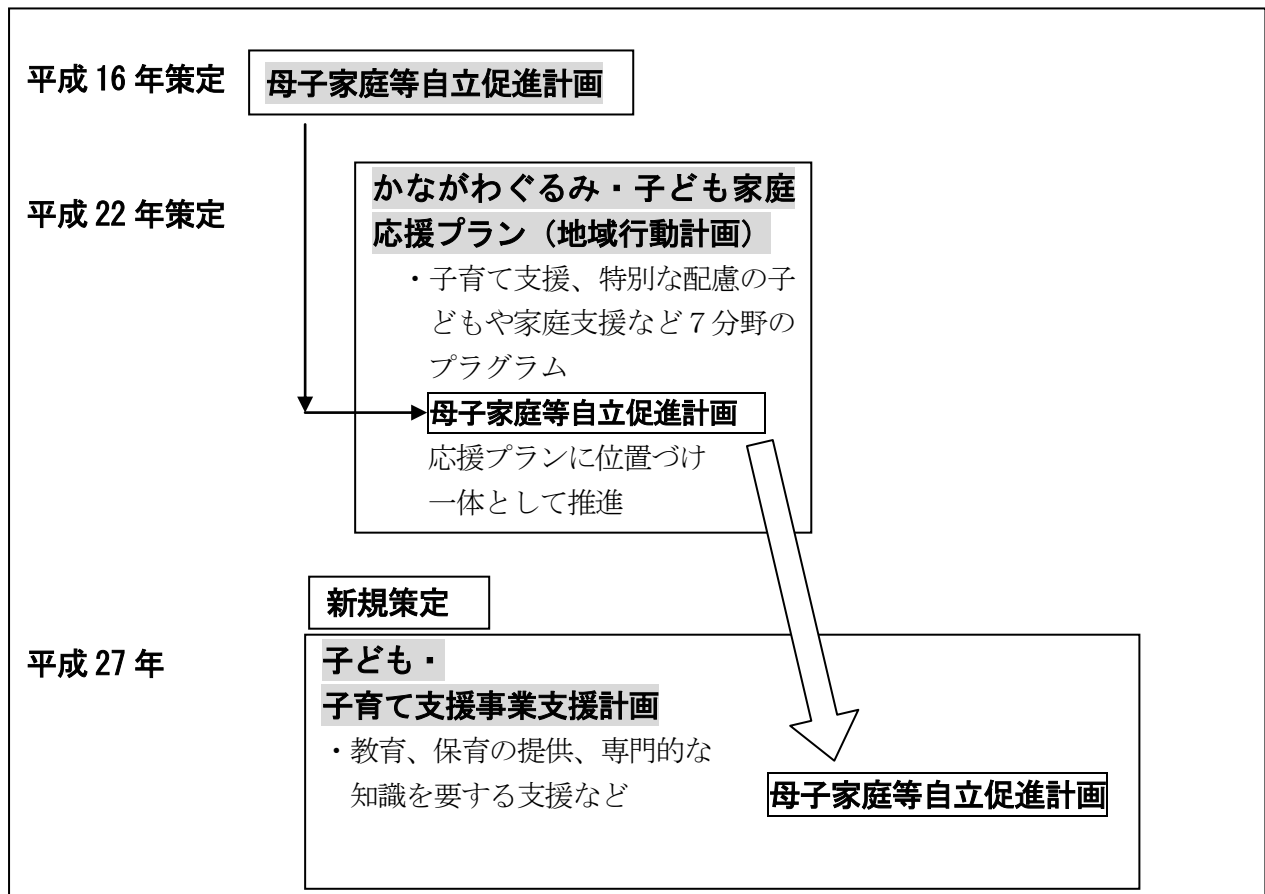 平成 16 年策定
母子家庭等自立促進計画
平成 22 年策定
かながわぐるみ・子ども家庭
応援プラン（地域行動計画）
・子育て支援、特別な配慮の子
どもや家庭支援など７分野の
プラグラム
母子家庭等自立促進計画
応援プランに位置づけ
一体として推進
新規策定
平成 27 年
子ども・
子育て支援事業支援計画
・教育、保育の提供、専門的な
知識を要する支援など
母子家庭等自立促進計画